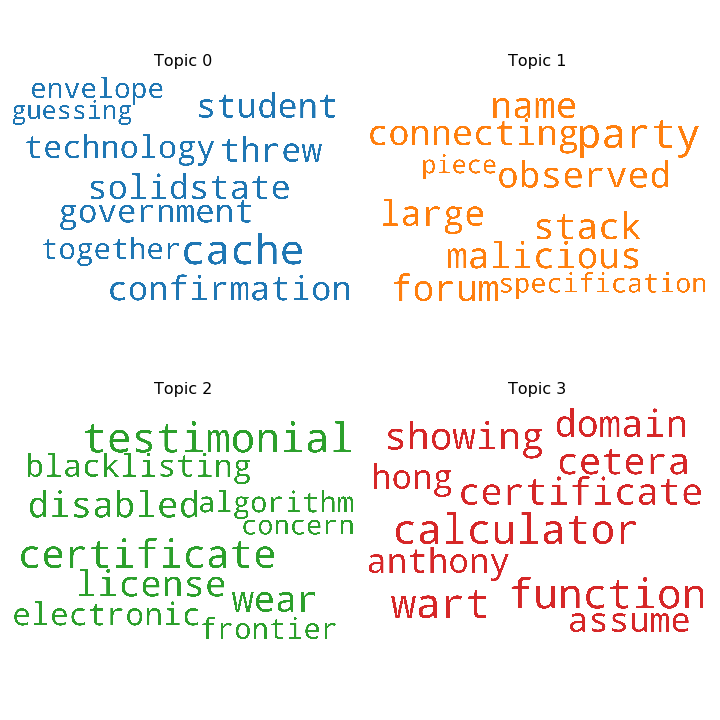 Topic 0
envelope
guessing
student
technology threw
solidstate
government
together cache
confirmation
Topic 1
name
connecting party
piece observed
large
stack
malicious
forum specification
Topic 2
testimonial
blacklisting
disabled algorithm
concern
certificate
license
wear
electronic
frontier
Topic 3
showing domain
cetera
hong
certificate
calculator
anthony
function
wart
assume